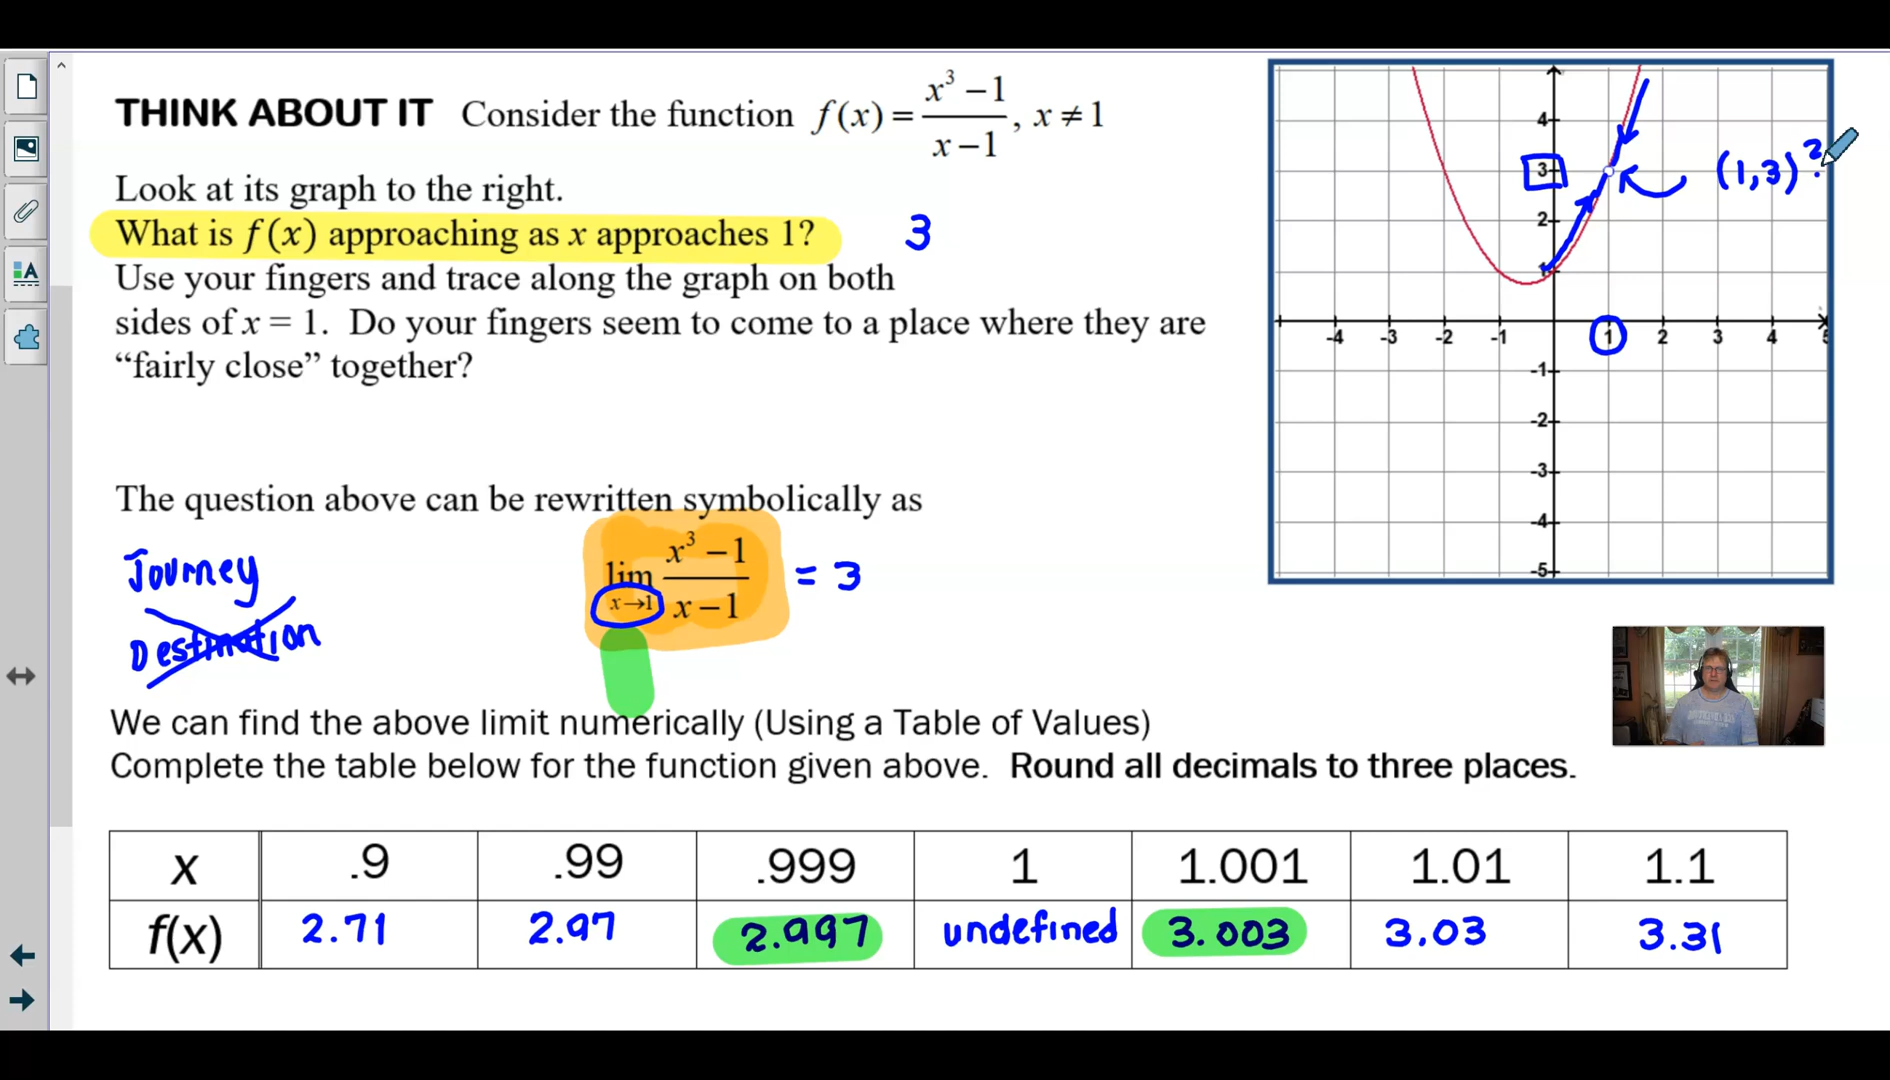 THINK ABOUT IT Consider the function f(x) = (x³ − 1)/(x − 1), x ≠ 1
Look at its graph to the right.
What is f(x) approaching as x approaches 1? 3
Use your fingers and trace along the graph on both
sides of x = 1. Do your fingers seem to come to a place where they are
“fairly close” together?
4
3 (1,3)?
2
1
-4 -3 -2 -1 1 2 3 4
-1
-2
-3
-4
-5
The question above can be rewritten symbolically as
Journey
Destination
lim x→1 (x³ − 1)/(x − 1) = 3
We can find the above limit numerically (Using a Table of Values)
Complete the table below for the function given above. Round all decimals to three places.
x .9 .99 .999 1 1.001 1.01 1.1
f(x) 2.71 2.97 2.997 undefined 3.003 3.03 3.31